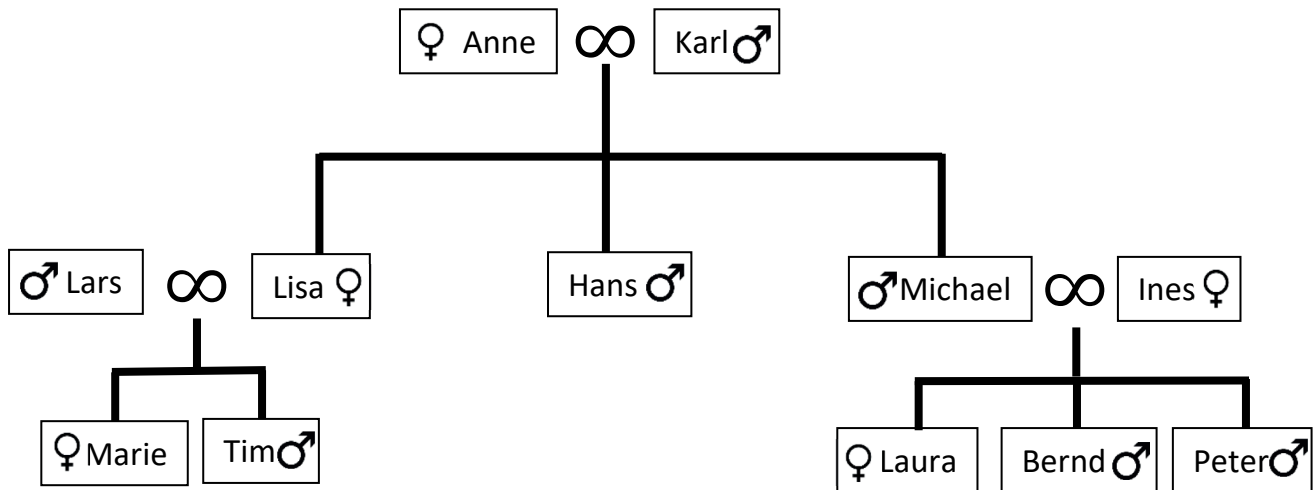 ♀ Anne ∞ Karl ♂
♂ Lars ∞ Lisa ♀ Hans ♂ ♂ Michael ∞ Ines ♀
♀ Marie Tim ♂ ♀ Laura Bernd ♂ Peter ♂